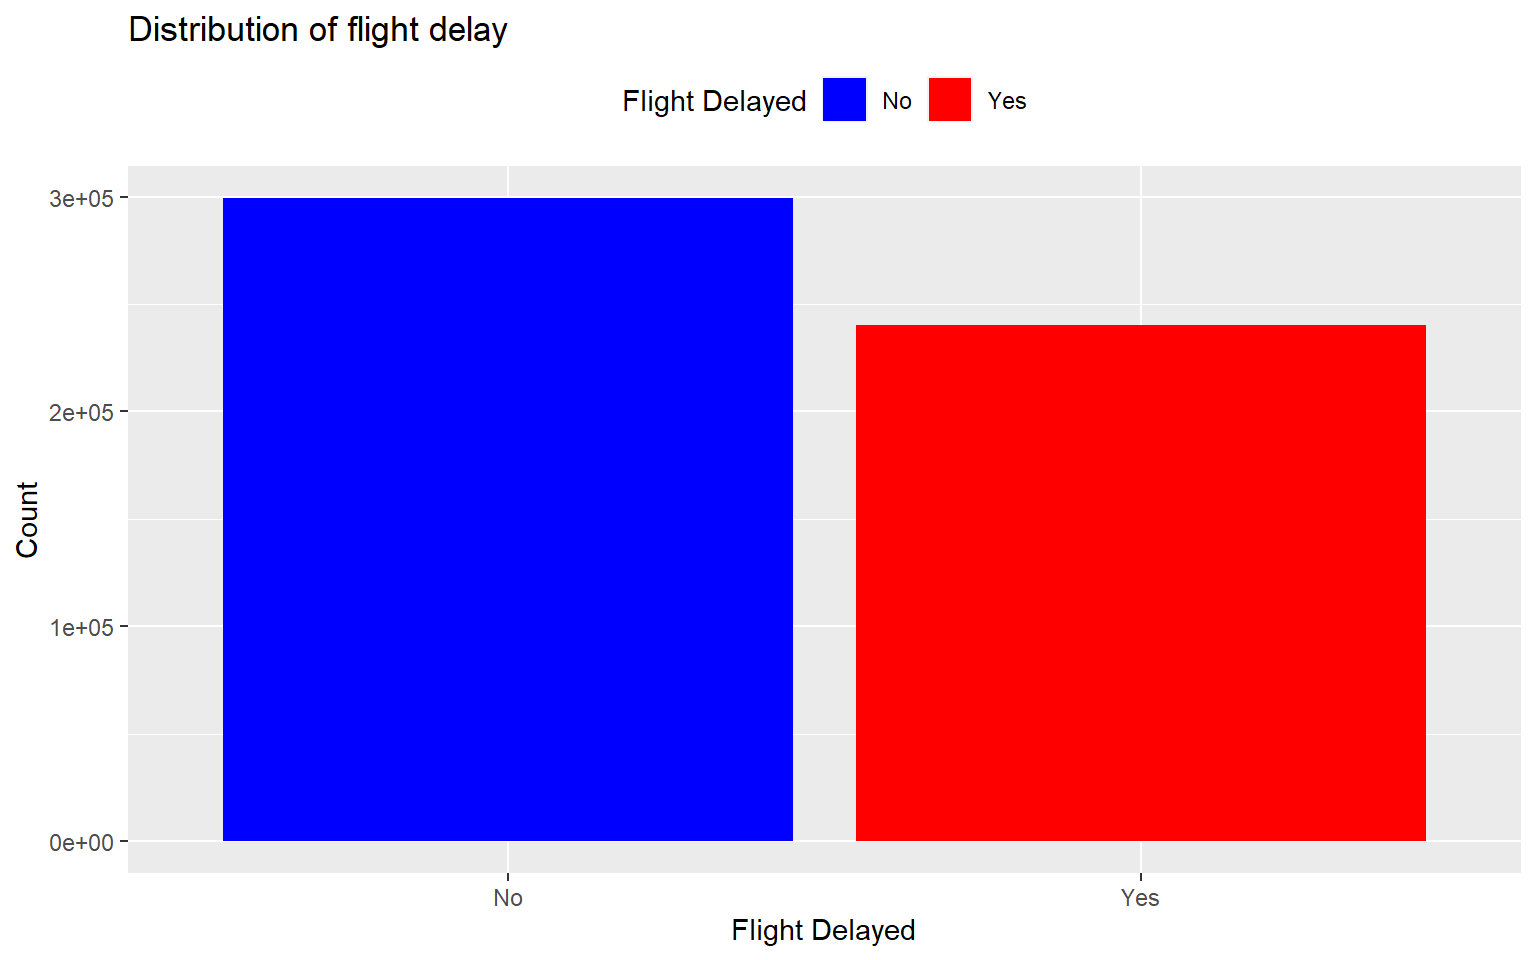 Distribution of flight delay
Flight Delayed No Yes
3e+05
2e+05
1e+05
0e+00
Count
No Yes
Flight Delayed